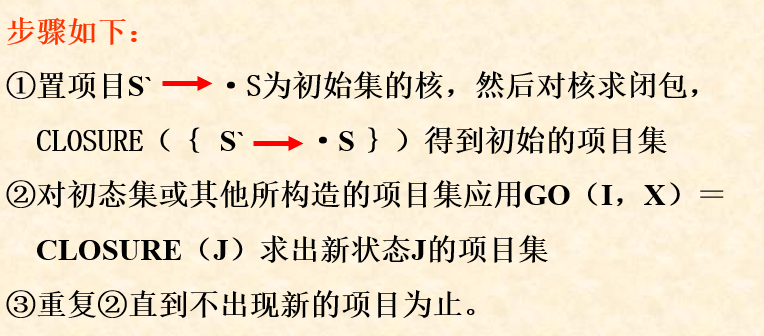 步骤如下：
①置项目S` → ·S为初始集的核，然后对核求闭包，
CLOSURE（{ S` → ·S }）得到初始的项目集
②对初态集或其他所构造的项目集应用GO（I，X）＝
CLOSURE（J）求出新状态J的项目集
③重复②直到不出现新的项目为止。